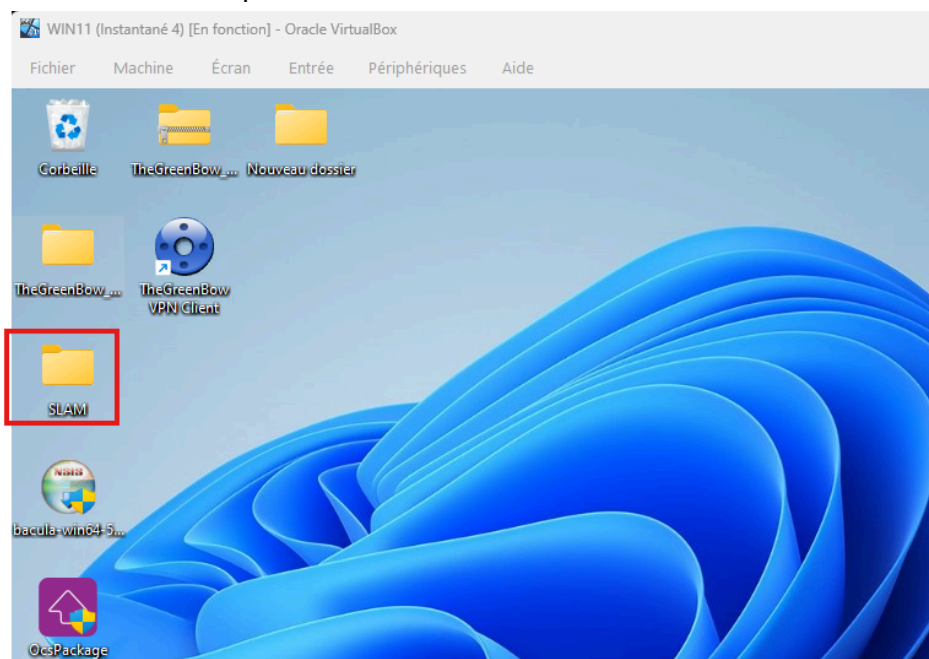 WIN11 (Instantané 4) [En fonction] - Oracle VirtualBox
Fichier Machine Écran Entrée Périphériques Aide
Corbeille TheGreenBow_... Nouveau dossier
TheGreenBow_... TheGreenBow
VPN Client
SLAM
NSIS
bacula-win64-5...
OcsPackage